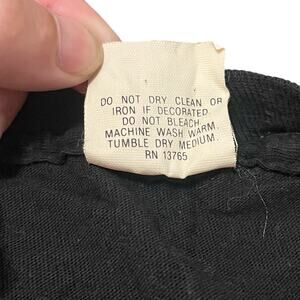 DO NOT DRY CLEAN OR
IRON IF DECORATED
DO NOT BLEACH
MACHINE WASH WARM,
TUMBLE DRY MEDIUM.
RN 13765